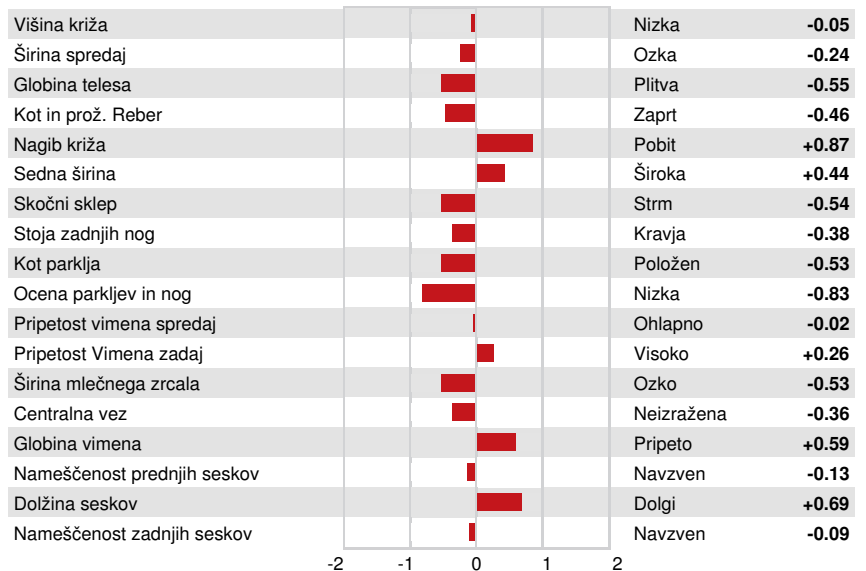 Višina križa Nizka -0.05
Širina spredaj Ozka -0.24
Globina telesa Plitva -0.55
Kot in prož. Reber Zaprt -0.46
Nagib križa Pobit +0.87
Sedna širina Široka +0.44
Skočni sklep Strm -0.54
Stoja zadnjih nog Kravja -0.38
Kot parklja Položen -0.53
Ocena parkljev in nog Nizka -0.83
Pripetost vimena spredaj Ohlapno -0.02
Pripetost Vimena zadaj Visoko +0.26
Širina mlečnega zrcala Ozko -0.53
Centralna vez Neizražena -0.36
Globina vimena Pripeto +0.59
Nameščenost prednjih seskov Navzven -0.13
Dolžina seskov Dolgi +0.69
Nameščenost zadnjih seskov Navzven -0.09
-2 -1 0 1 2